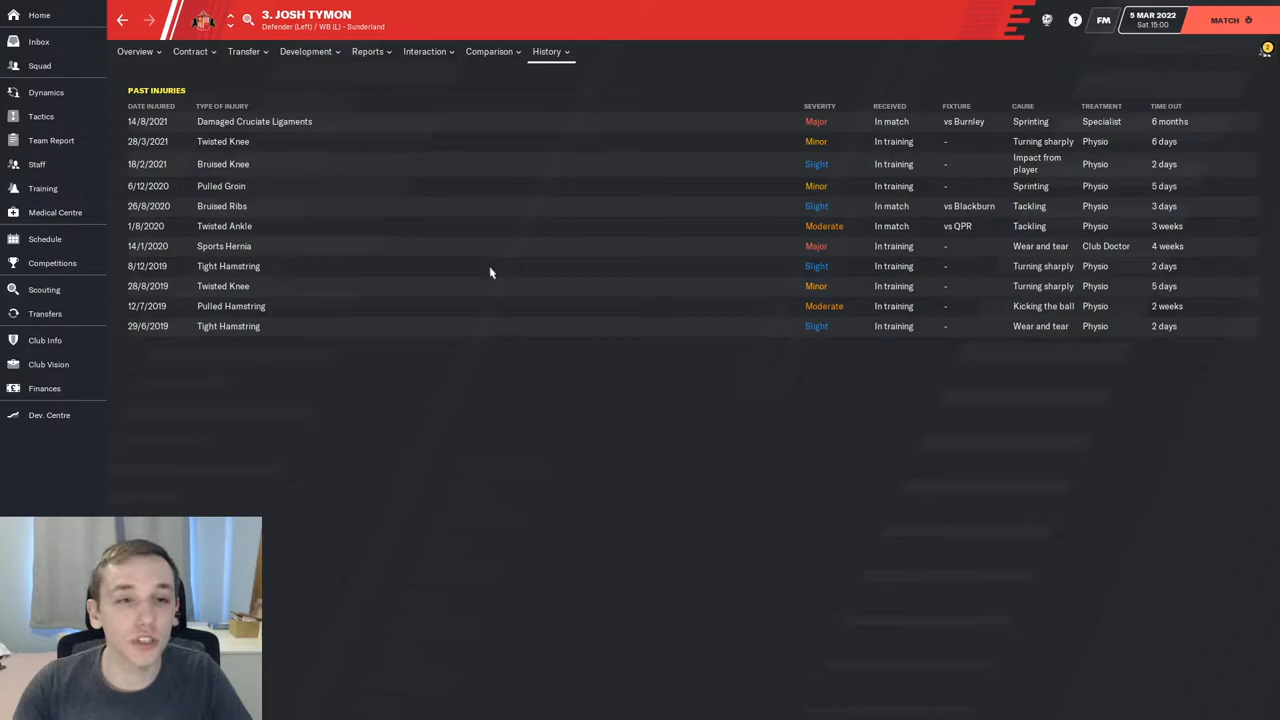 3. JOSH TYMON
Defender (Left) / WB (L) - Sunderland
FM
5 MAR 2022
Sat 15:00
MATCH
2
Home
Inbox
Squad
Dynamics
Tactics
Team Report
Staff
Training
Medical Centre
Schedule
Competitions
Scouting
Transfers
Club Info
Club Vision
Finances
Dev. Centre
Overview Contract Transfer Development Reports Interaction Comparison History
PAST INJURIES
DATE INJURED TYPE OF INJURY SEVERITY RECEIVED FIXTURE CAUSE TREATMENT TIME OUT
14/8/2021 Damaged Cruciate Ligaments Major In match vs Burnley Sprinting Specialist 6 months
28/3/2021 Twisted Knee Minor In training - Turning sharply Physio 6 days
18/2/2021 Bruised Knee Slight In training - Impact from player Physio 2 days
6/12/2020 Pulled Groin Minor In training - Sprinting Physio 5 days
26/8/2020 Bruised Ribs Slight In match vs Blackburn Tackling Physio 3 days
1/8/2020 Twisted Ankle Moderate In match vs QPR Tackling Physio 3 weeks
14/1/2020 Sports Hernia Major In training - Wear and tear Club Doctor 4 weeks
8/12/2019 Tight Hamstring Slight In training - Turning sharply Physio 2 days
28/8/2019 Twisted Knee Minor In training - Turning sharply Physio 5 days
12/7/2019 Pulled Hamstring Moderate In training - Kicking the ball Physio 2 weeks
29/6/2019 Tight Hamstring Slight In training - Wear and tear Physio 2 days